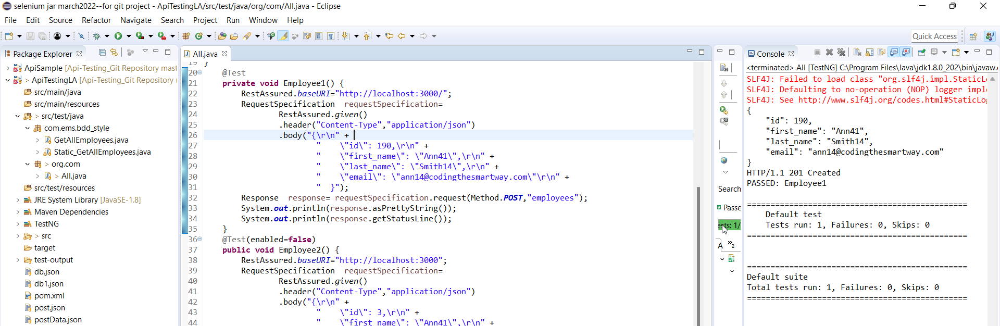 selenium jar march2022--for git project - ApiTestingLA/src/test/java/org/com/All.java - Eclipse
File Edit Source Refactor Navigate Search Project Run Window Help
Quick Access
Package Explorer
ApiSample [Api-Testing_Git Repository mast
> ApiTestingLA [Api-Testing_Git Repository
src/main/java
src/main/resources
> src/test/java
com.ems.bdd_style
GetAllEmployees.java
Static_GetAllEmployees.java
> org.com
> All.java
src/test/resources
JRE System Library [JavaSE-1.8]
Maven Dependencies
TestNG
> src
target
test-output
db.json
db1.json
pom.xml
post.json
postData.json
All.java
19 }
20 @Test
21 private void Employee1() {
22 RestAssured.baseURI="http://localhost:3000/";
23 RequestSpecification requestSpecification=
24 RestAssured.given()
25 .header("Content-Type","application/json")
26 .body("{\r\n" +
27 " \"id\": 190,\r\n" +
28 " \"first_name\": \"Ann41\",\r\n" +
29 " \"last_name\": \"Smith14\",\r\n" +
30 " \"email\": \"ann14@codingthesmartway.com\"\r\n" +
31 " }");
32 Response response= requestSpecification.request(Method.POST,"employees");
33 System.out.println(response.asPrettyString());
34 System.out.println(response.getStatusLine());
35 }
36 @Test(enabled=false)
37 public void Employee2() {
38 RestAssured.baseURI="http://localhost:3000";
39 RequestSpecification requestSpecification=
40 RestAssured.given()
41 .header("Content-Type","application/json")
42 .body("{\r\n" +
43 " \"id\": 3,\r\n" +
44 " \"first_name\": \"Ann41\",\r\n" +
Search
Passe
ests: 1/
A »2
Console
<terminated> All [TestNG] C:\Program Files\Java\jdk1.8.0_202\bin\javaw.
SLF4J: Failed to load class "org.slf4j.impl.StaticL
SLF4J: Defaulting to no-operation (NOP) logger impl
SLF4J: See http://www.slf4j.org/codes.html#StaticLo
{
"id": 190,
"first_name": "Ann41",
"last_name": "Smith14",
"email": "ann14@codingthesmartway.com"
}
HTTP/1.1 201 Created
PASSED: Employee1
===============================================
Default test
Tests run: 1, Failures: 0, Skips: 0
===============================================
===============================================
Default suite
Total tests run: 1, Failures: 0, Skips: 0
===============================================